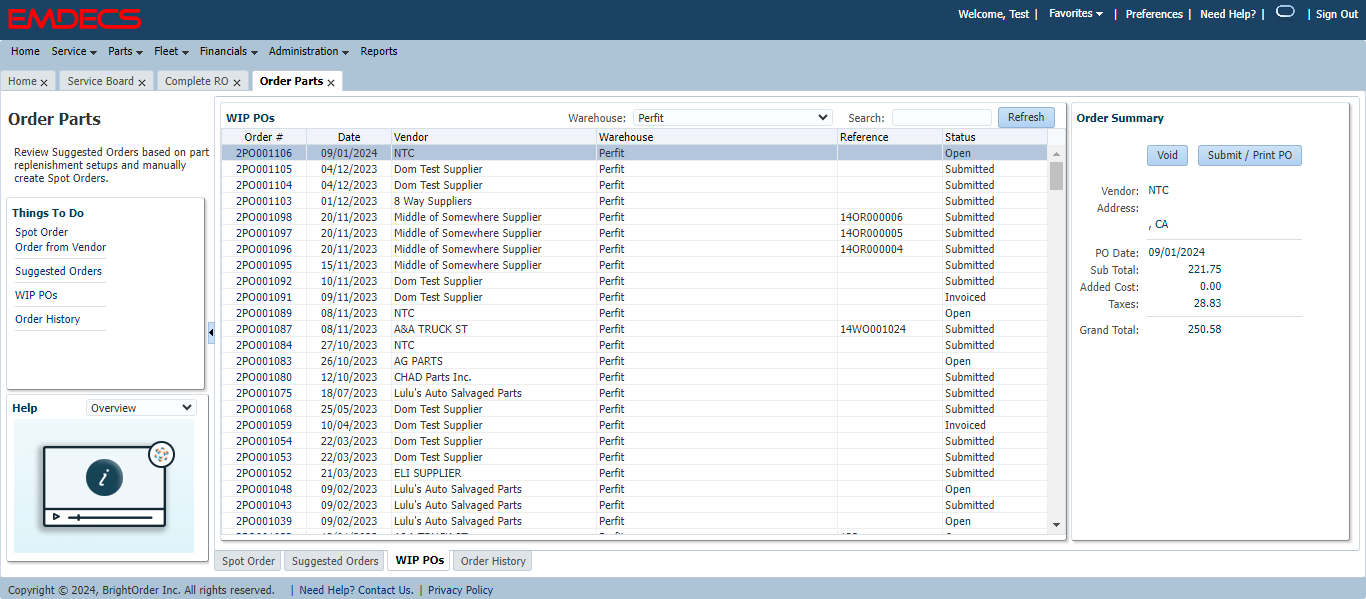 EMDECS
Welcome, Test | Favorites | Preferences | Need Help? | | Sign Out
Home Service Parts Fleet Financials Administration Reports
Home x Service Board x Complete RO x Order Parts x
Order Parts
Review Suggested Orders based on part
replenishment setups and manually
create Spot Orders.
Things To Do
Spot Order
Order from Vendor
Suggested Orders
WIP POs
Order History
Help Overview
i
WIP POs Warehouse: Perfit Search: Refresh
Order # Date Vendor Warehouse Reference Status
2PO001106 09/01/2024 NTC Perfit Open
2PO001105 04/12/2023 Dom Test Supplier Perfit Submitted
2PO001104 04/12/2023 Dom Test Supplier Perfit Submitted
2PO001103 01/12/2023 8 Way Suppliers Perfit Submitted
2PO001098 20/11/2023 Middle of Somewhere Supplier Perfit 14OR000006 Submitted
2PO001097 20/11/2023 Middle of Somewhere Supplier Perfit 14OR000005 Submitted
2PO001096 20/11/2023 Middle of Somewhere Supplier Perfit 14OR000004 Submitted
2PO001095 15/11/2023 Middle of Somewhere Supplier Perfit Submitted
2PO001092 10/11/2023 Dom Test Supplier Perfit Submitted
2PO001091 09/11/2023 Dom Test Supplier Perfit Invoiced
2PO001089 08/11/2023 NTC Perfit Open
2PO001087 08/11/2023 A&A TRUCK ST Perfit 14WO001024 Submitted
2PO001084 27/10/2023 NTC Perfit Submitted
2PO001083 26/10/2023 AG PARTS Perfit Open
2PO001080 12/10/2023 CHAD Parts Inc. Perfit Submitted
2PO001075 18/07/2023 Lulu's Auto Salvaged Parts Perfit Submitted
2PO001068 25/05/2023 Dom Test Supplier Perfit Submitted
2PO001059 10/04/2023 Dom Test Supplier Perfit Invoiced
2PO001054 22/03/2023 Dom Test Supplier Perfit Submitted
2PO001053 22/03/2023 Dom Test Supplier Perfit Submitted
2PO001052 21/03/2023 ELI SUPPLIER Perfit Submitted
2PO001048 09/02/2023 Lulu's Auto Salvaged Parts Perfit Open
2PO001043 09/02/2023 Lulu's Auto Salvaged Parts Perfit Submitted
2PO001039 09/02/2023 Lulu's Auto Salvaged Parts Perfit Open
Order Summary
Void Submit / Print PO
Vendor: NTC
Address:
, CA
PO Date: 09/01/2024
Sub Total: 221.75
Added Cost: 0.00
Taxes: 28.83
Grand Total: 250.58
Spot Order Suggested Orders WIP POs Order History
Copyright © 2024, BrightOrder Inc. All rights reserved. | Need Help? Contact Us. | Privacy Policy